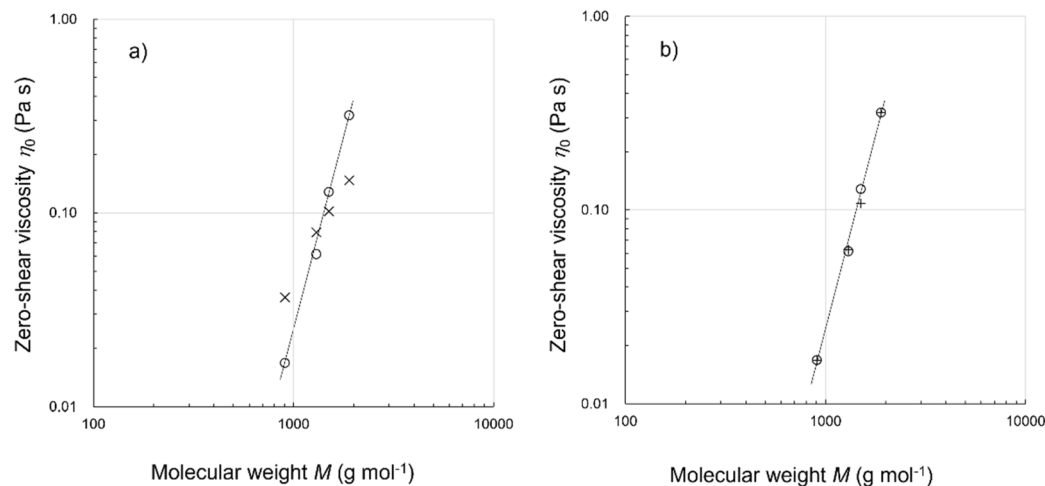 1.00
a)
0.10
0.01
100
1000
10000
Zero-shear viscosity η₀ (Pa s)
Molecular weight M (g mol⁻¹)
1.00
b)
0.10
0.01
100
1000
10000
Zero-shear viscosity η₀ (Pa s)
Molecular weight M (g mol⁻¹)